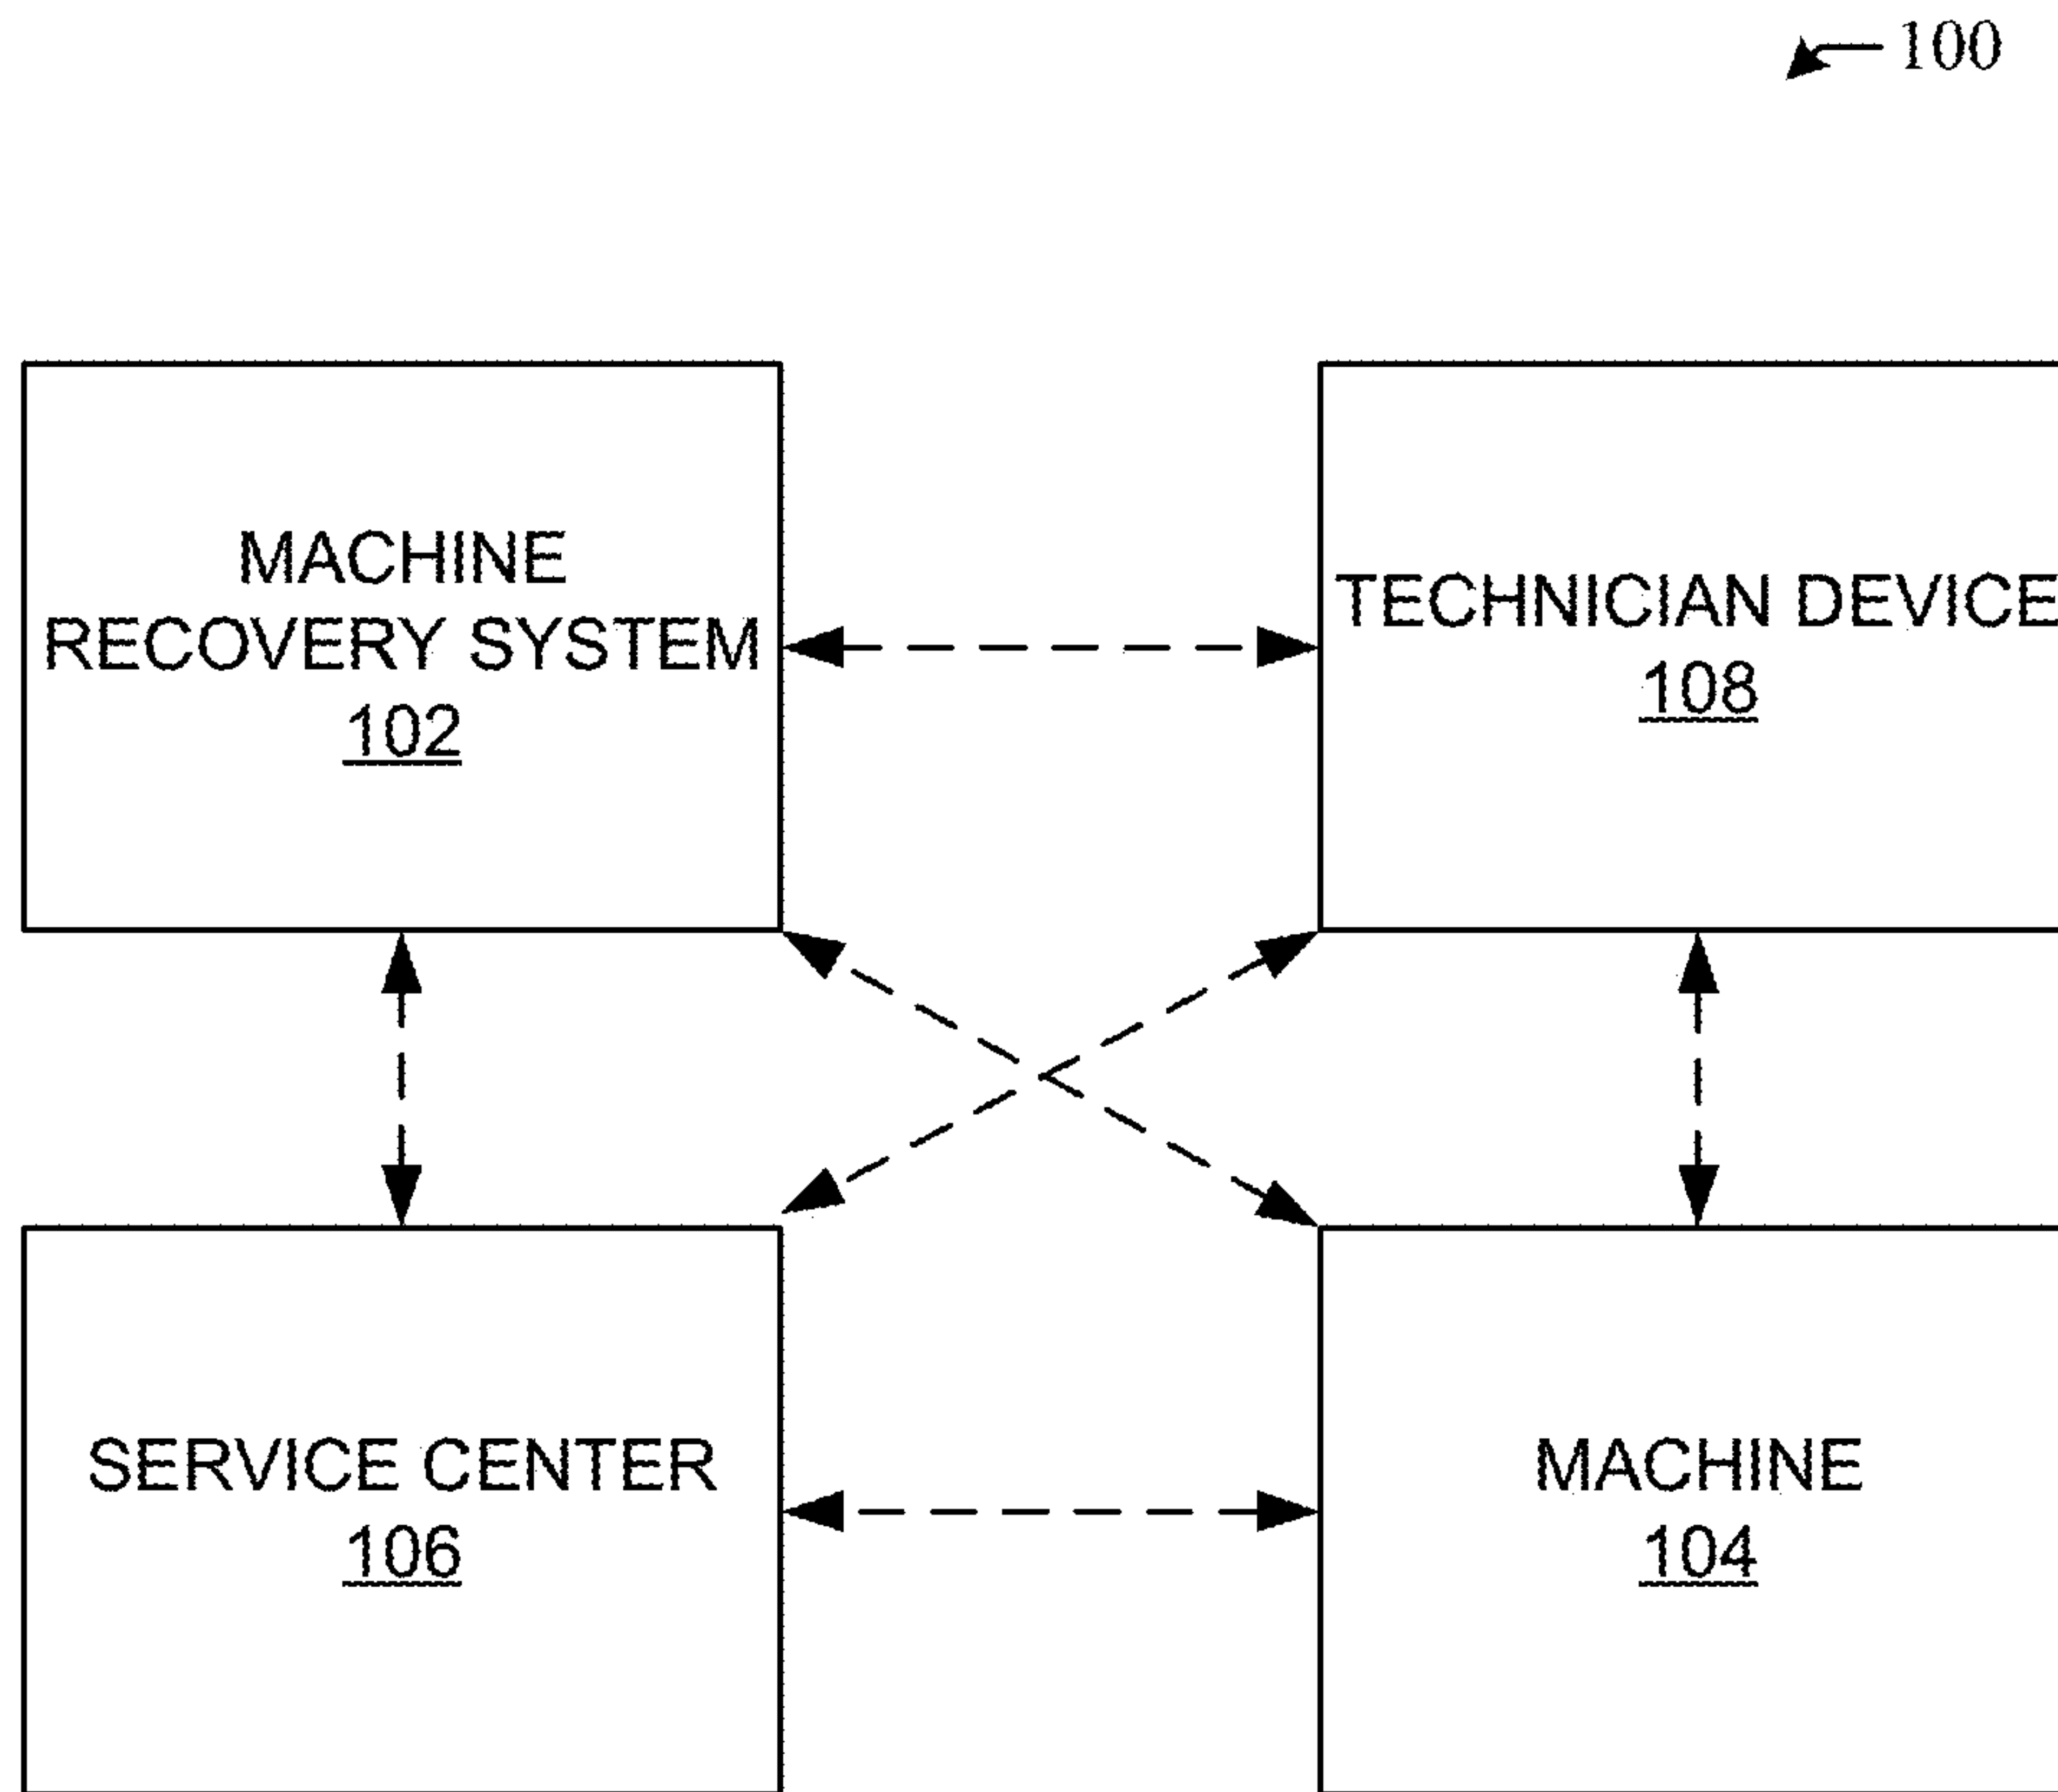 100
MACHINE
RECOVERY SYSTEM
102
TECHNICIAN DEVICE
108
SERVICE CENTER
106
MACHINE
104